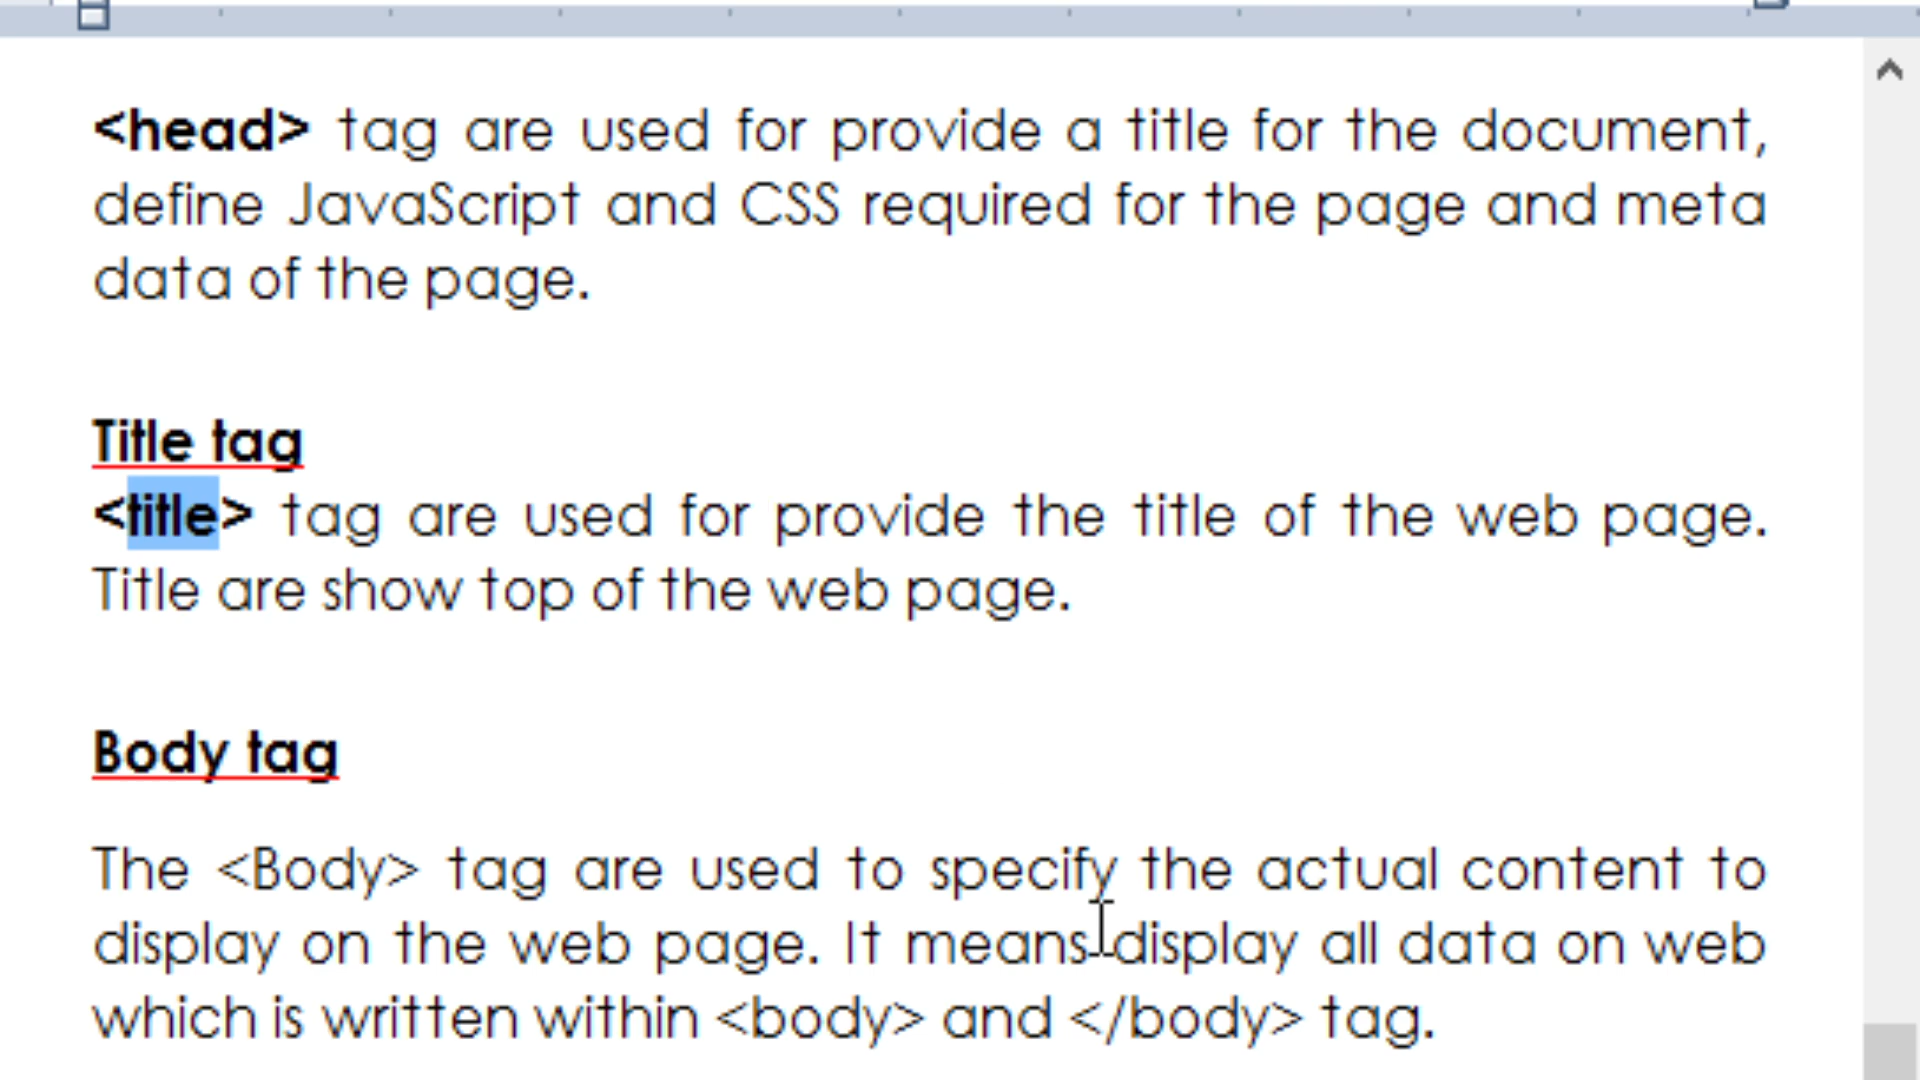 <head> tag are used for provide a title for the document,
define JavaScript and CSS required for the page and meta
data of the page.
Title tag
<title> tag are used for provide the title of the web page.
Title are show top of the web page.
Body tag
The <Body> tag are used to specify the actual content to
display on the web page. It means display all data on web
which is written within <body> and </body> tag.